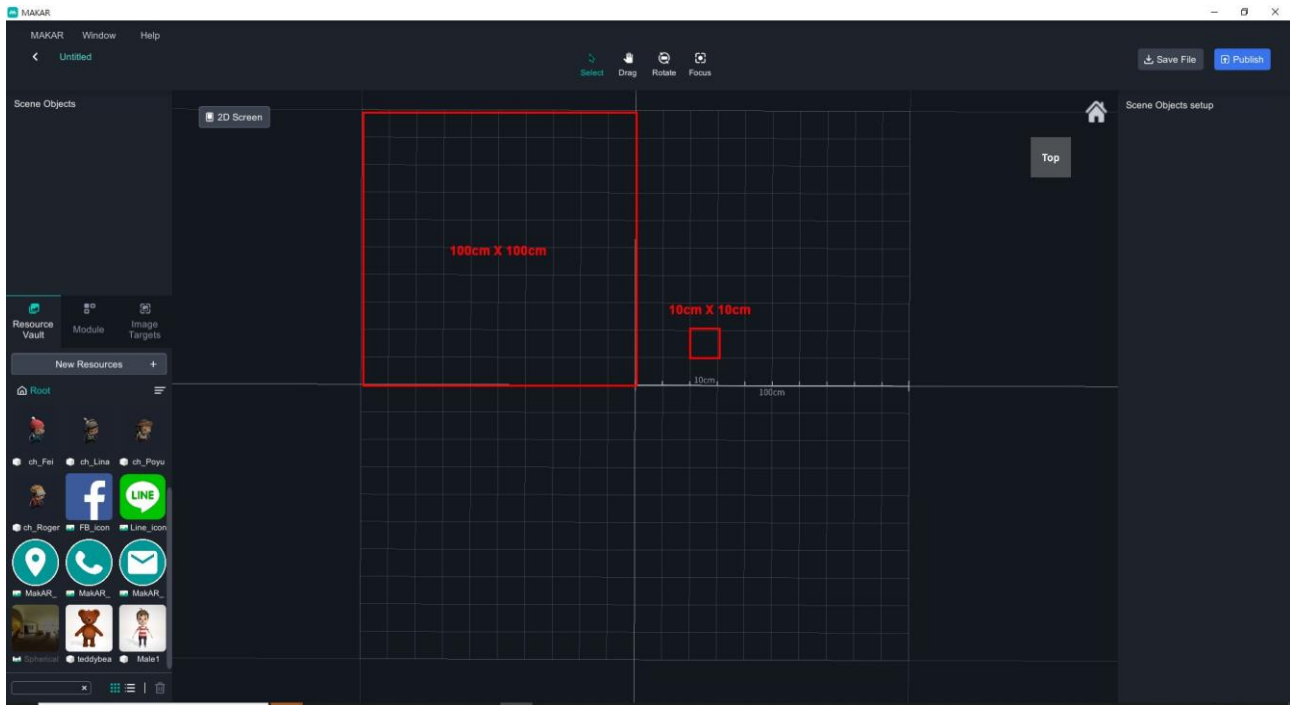 MAKAR
MAKAR Window Help
Untitled
Select Drag Rotate Focus
Save File
Publish
Scene Objects
2D Screen
Scene Objects setup
Top
100cm X 100cm
10cm X 10cm
10cm
100cm
Resource Vault
Module
Image Targets
New Resources +
Root
ch_Fei ch_Lina ch_Poyu
LINE
ch_Roger FB_icon Line_icon
MakAR_ MakAR_ MakAR_
Spherical teddybea Male1